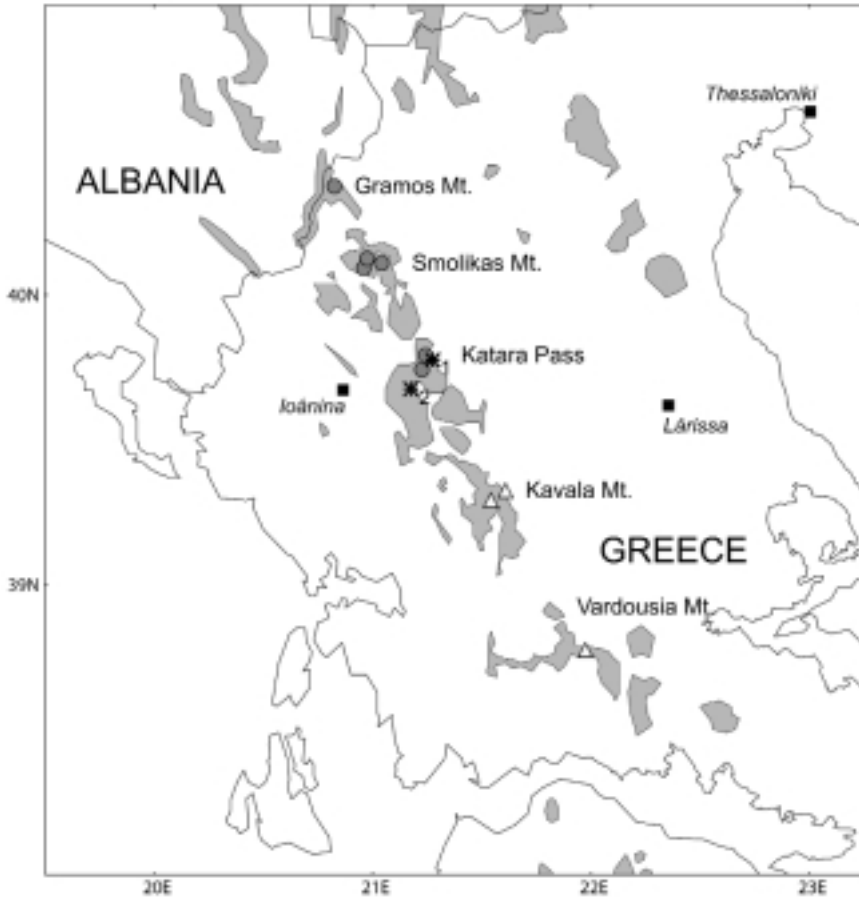 Thessaloniki
ALBANIA
Gramos Mt.
Smolikas Mt.
40N
Katara Pass
1
2
Ioánina
Lárissa
Kavala Mt.
GREECE
39N
Vardousia Mt.
20E
21E
22E
23E